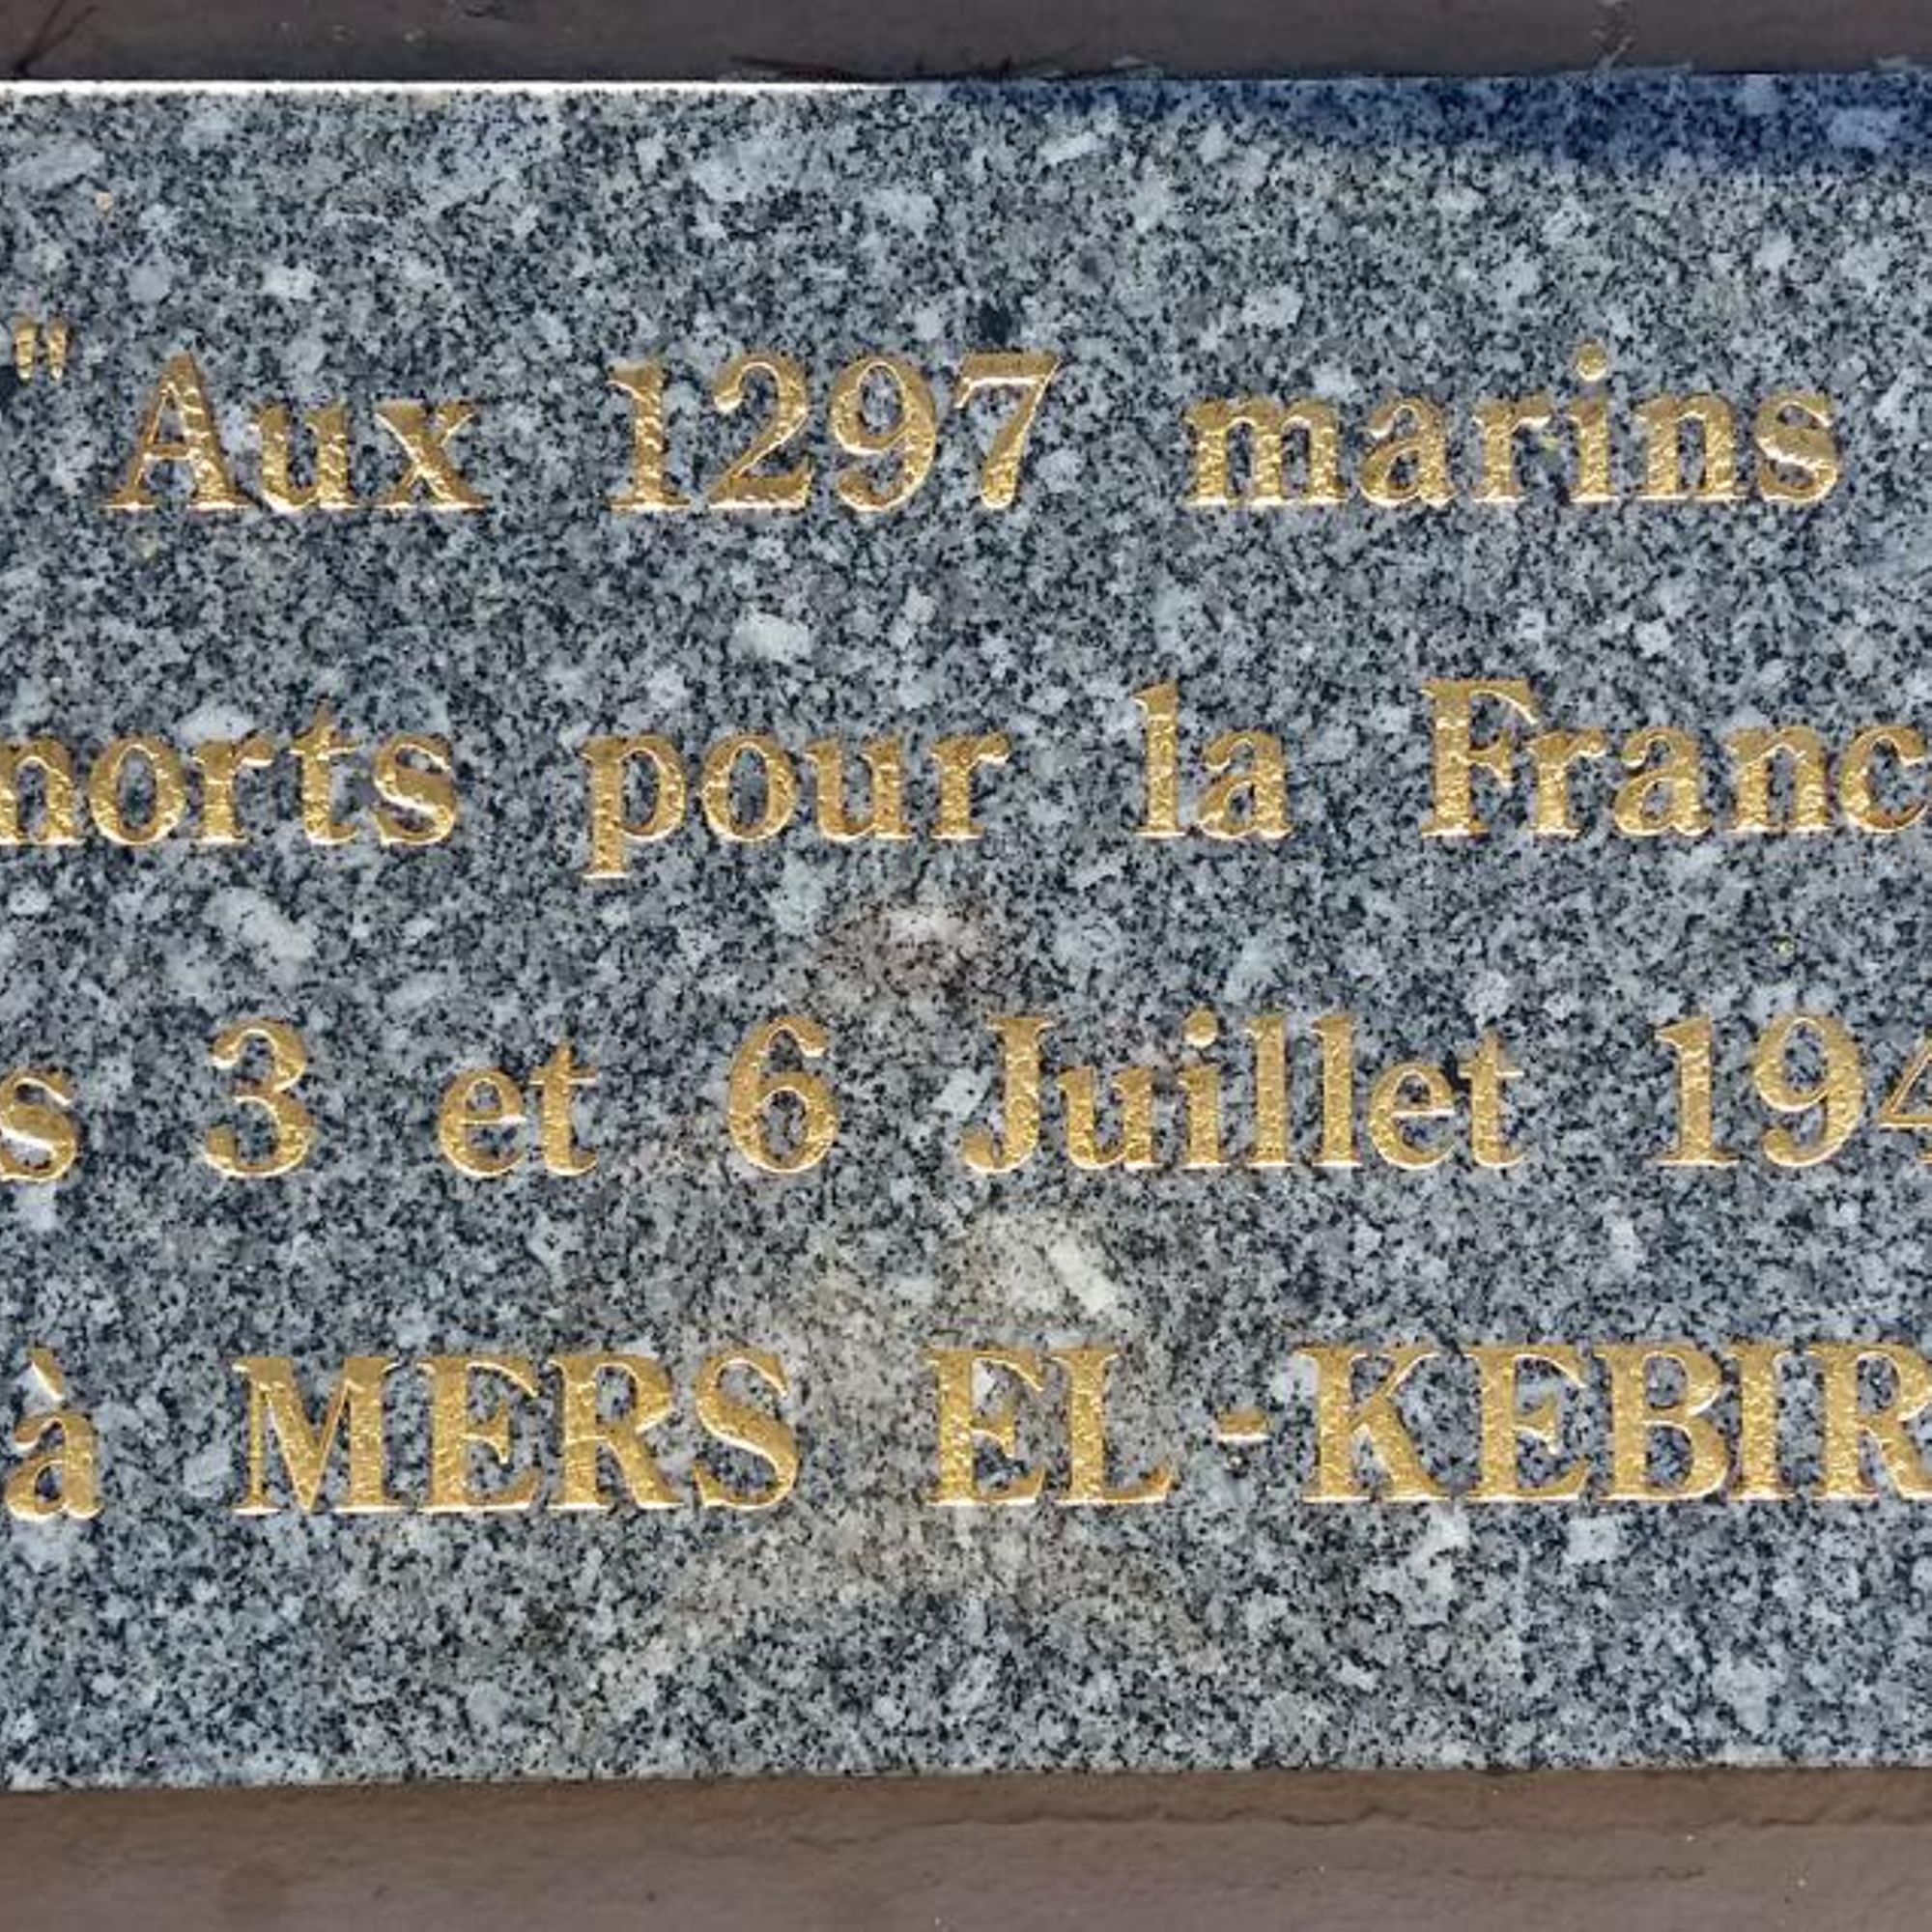 "Aux 1297 marins
morts pour la Franc
s 3 et 6 Juillet 194
à MERS EL-KEBIR